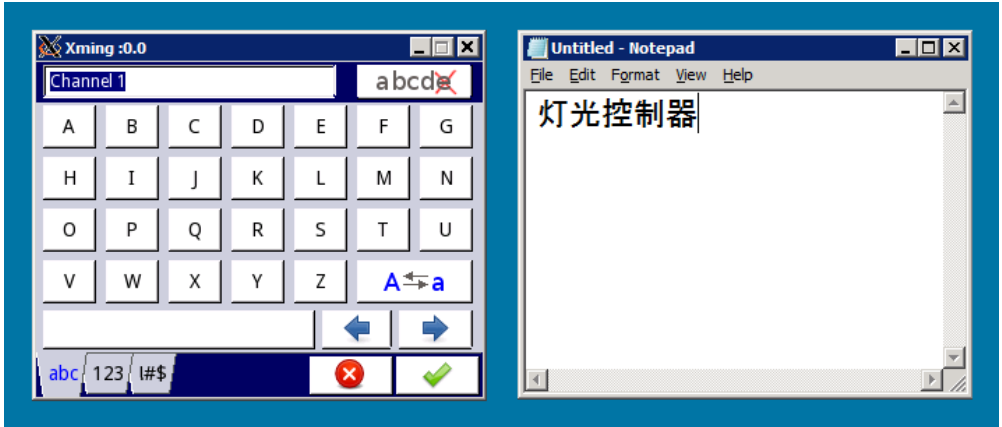 Xming :0.0
Channel 1
abcde
A B C D E F G
H I J K L M N
O P Q R S T U
V W X Y Z A a
abc 123 !#$
Untitled - Notepad
File Edit Format View Help
灯光控制器